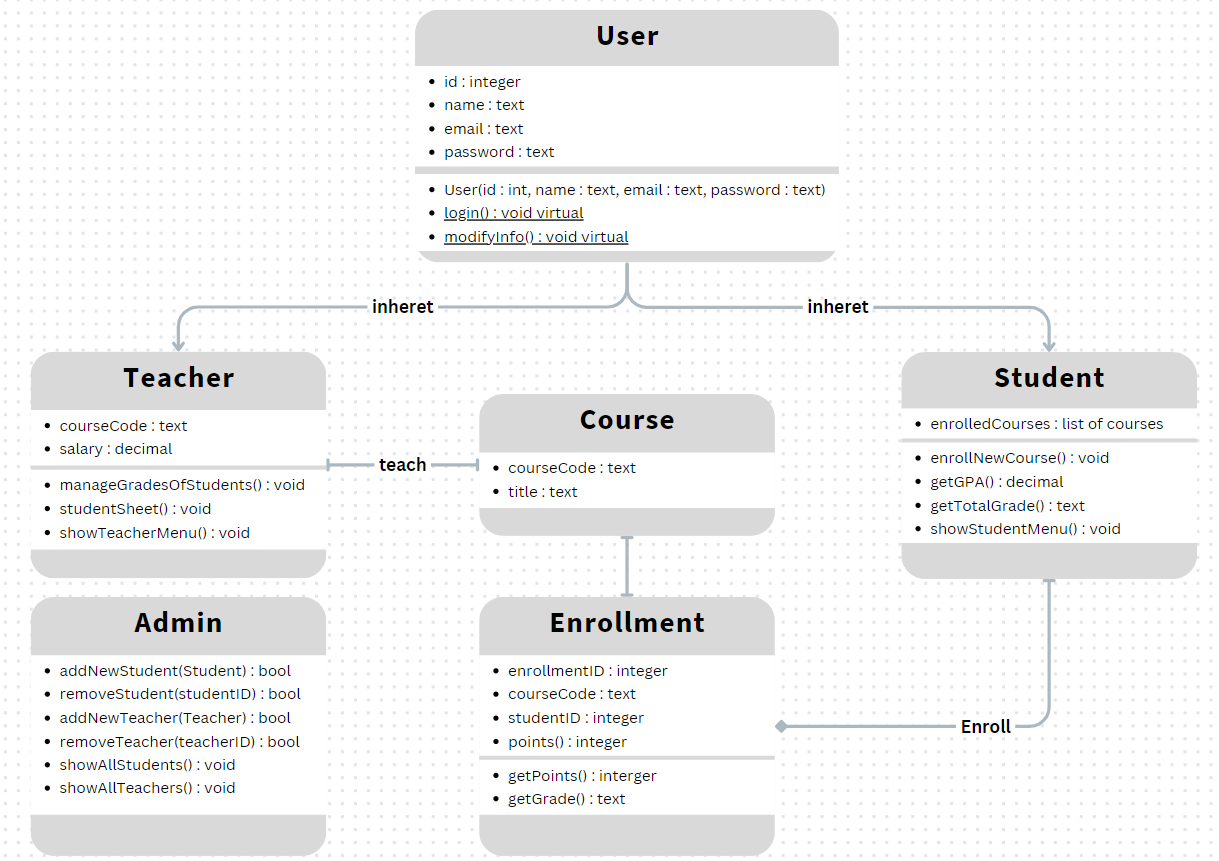 User
id : integer
name : text
email : text
password : text
User(id : int, name : text, email : text, password : text)
login() : void virtual
modifyInfo() : void virtual
inheret
inheret
Teacher
courseCode : text
salary : decimal
manageGradesOfStudents() : void
studentSheet() : void
showTeacherMenu() : void
teach
Course
courseCode : text
title : text
Student
enrolledCourses : list of courses
enrollNewCourse() : void
getGPA() : decimal
getTotalGrade() : text
showStudentMenu() : void
Admin
addNewStudent(Student) : bool
removeStudent(studentID) : bool
addNewTeacher(Teacher) : bool
removeTeacher(teacherID) : bool
showAllStudents() : void
showAllTeachers() : void
Enrollment
enrollmentID : integer
courseCode : text
studentID : integer
points() : integer
getPoints() : interger
getGrade() : text
Enroll